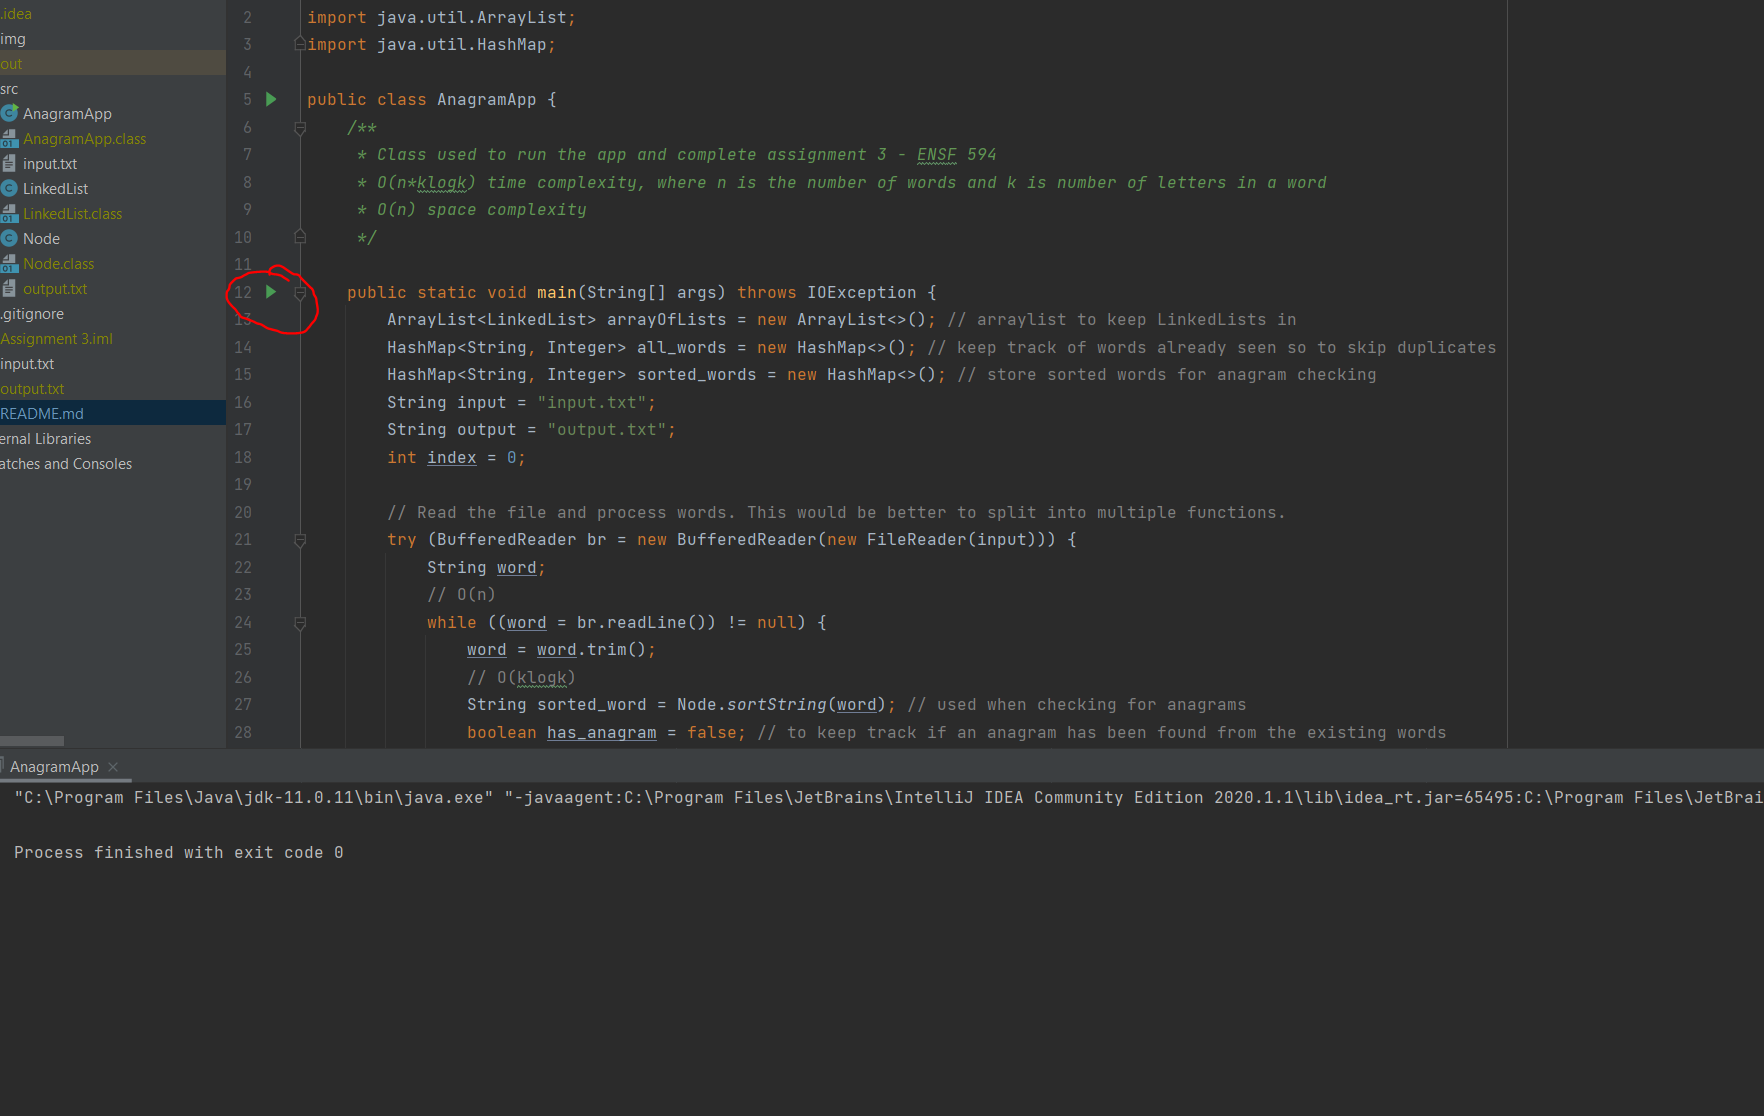 .idea
img
out
src
AnagramApp
AnagramApp.class
input.txt
LinkedList
LinkedList.class
Node
Node.class
output.txt
.gitignore
Assignment 3.iml
input.txt
output.txt
README.md
ernal Libraries
atches and Consoles
2 import java.util.ArrayList;
3 import java.util.HashMap;
4
5 public class AnagramApp {
6 /**
7 * Class used to run the app and complete assignment 3 - ENSF 594
8 * O(n*klogk) time complexity, where n is the number of words and k is number of letters in a word
9 * O(n) space complexity
10 */
11
12 public static void main(String[] args) throws IOException {
13 ArrayList<LinkedList> arrayOfLists = new ArrayList<>(); // arraylist to keep LinkedLists in
14 HashMap<String, Integer> all_words = new HashMap<>(); // keep track of words already seen so to skip duplicates
15 HashMap<String, Integer> sorted_words = new HashMap<>(); // store sorted words for anagram checking
16 String input = "input.txt";
17 String output = "output.txt";
18 int index = 0;
19
20 // Read the file and process words. This would be better to split into multiple functions.
21 try (BufferedReader br = new BufferedReader(new FileReader(input))) {
22 String word;
23 // O(n)
24 while ((word = br.readLine()) != null) {
25 word = word.trim();
26 // O(klogk)
27 String sorted_word = Node.sortString(word); // used when checking for anagrams
28 boolean has_anagram = false; // to keep track if an anagram has been found from the existing words
AnagramApp
"C:\Program Files\Java\jdk-11.0.11\bin\java.exe" "-javaagent:C:\Program Files\JetBrains\IntelliJ IDEA Community Edition 2020.1.1\lib\idea_rt.jar=65495:C:\Program Files\JetBrai
Process finished with exit code 0